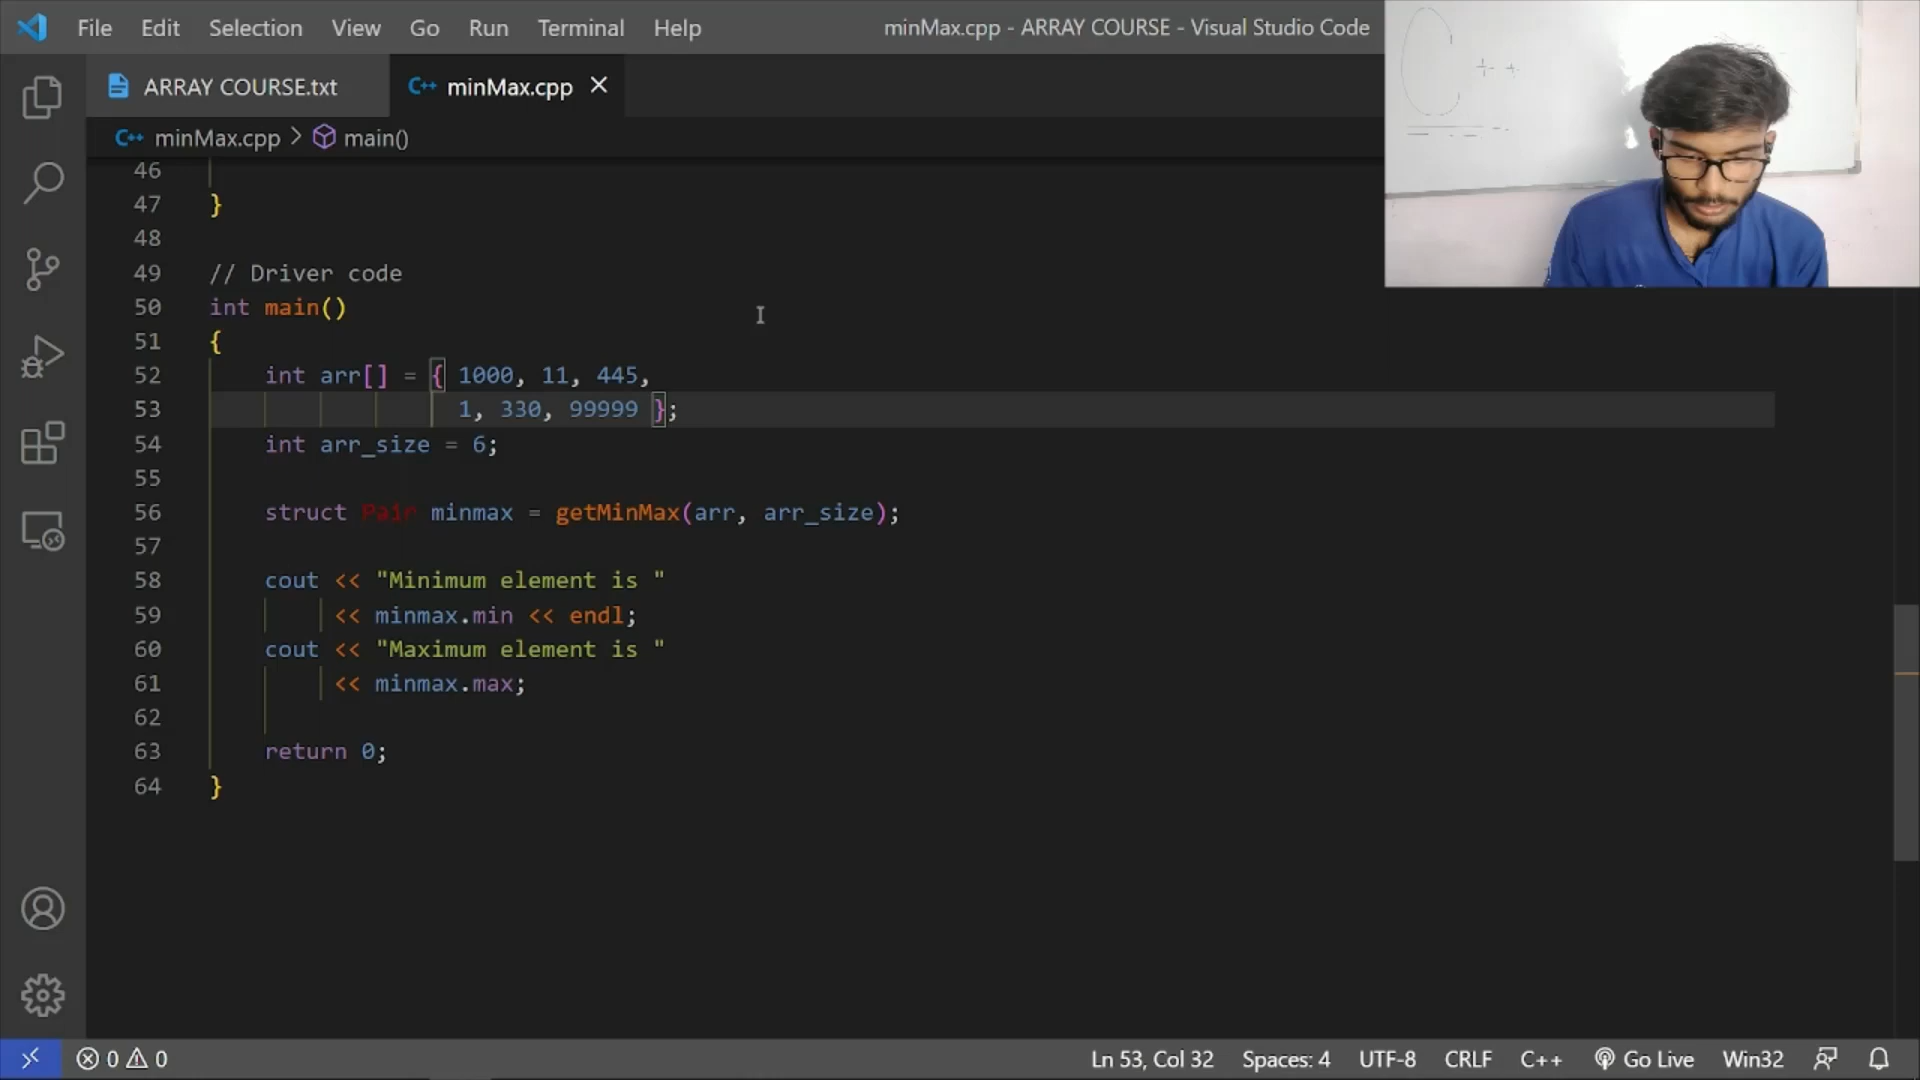 File Edit Selection View Go Run Terminal Help minMax.cpp - ARRAY COURSE - Visual Studio Code
ARRAY COURSE.txt C++ minMax.cpp
C++ minMax.cpp > main()
46
47 }
48
49 // Driver code
50 int main()
51 {
52 int arr[] = { 1000, 11, 445,
53 1, 330, 99999 };
54 int arr_size = 6;
55
56 struct Pair minmax = getMinMax(arr, arr_size);
57
58 cout << "Minimum element is "
59 << minmax.min << endl;
60 cout << "Maximum element is "
61 << minmax.max;
62
63 return 0;
64 }
C++
0 0 Ln 53, Col 32 Spaces: 4 UTF-8 CRLF C++ Go Live Win32